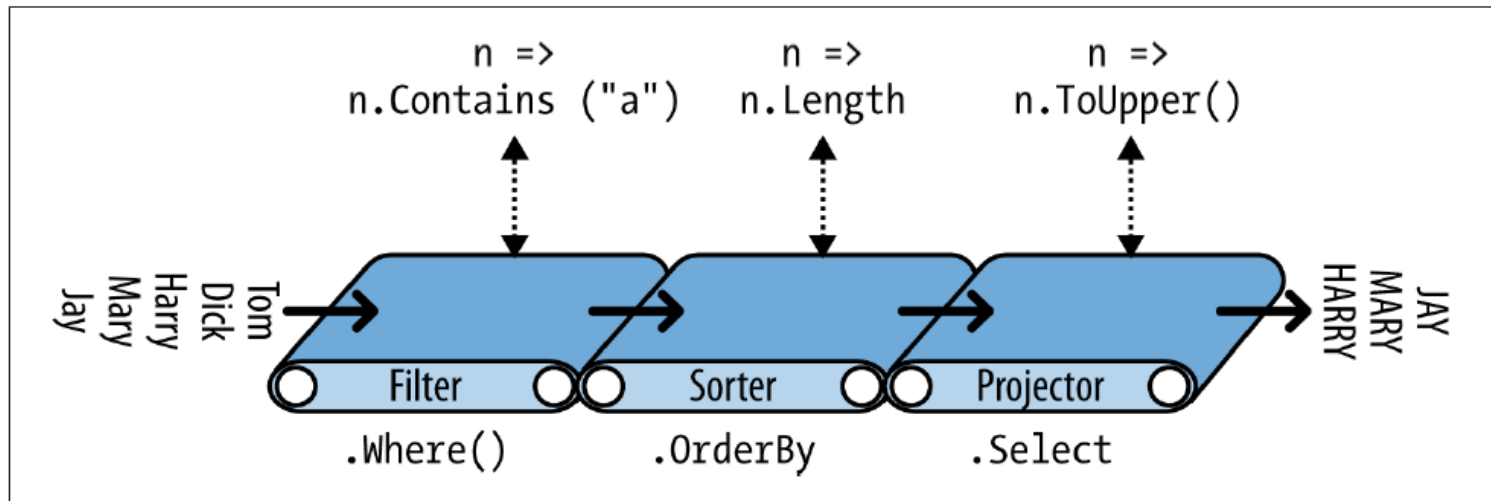 n =>
n.Contains ("a")
n =>
n.Length
n =>
n.ToUpper()
Jay
Mary
Harry
Dick
Tom
HARRY
MARY
JAY
Filter
Sorter
Projector
.Where()
.OrderBy
.Select